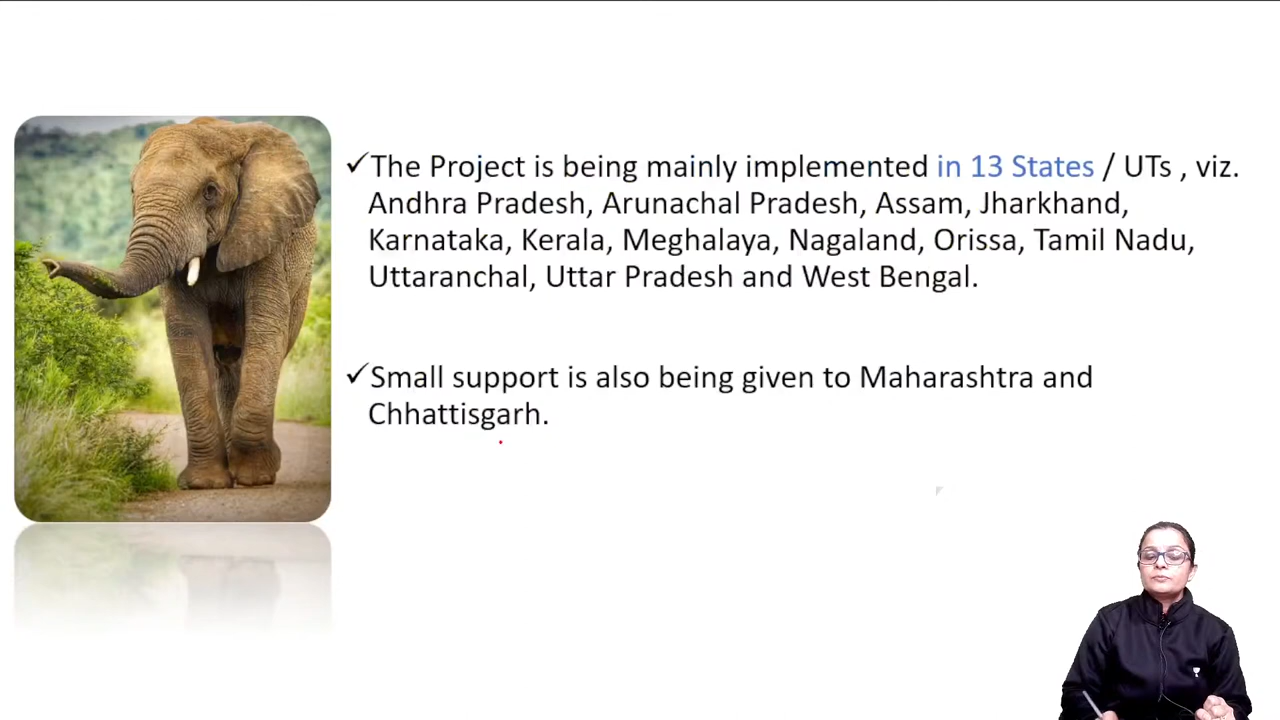 ✓The Project is being mainly implemented in 13 States / UTs , viz.
Andhra Pradesh, Arunachal Pradesh, Assam, Jharkhand,
Karnataka, Kerala, Meghalaya, Nagaland, Orissa, Tamil Nadu,
Uttaranchal, Uttar Pradesh and West Bengal.
✓Small support is also being given to Maharashtra and
Chhattisgarh.